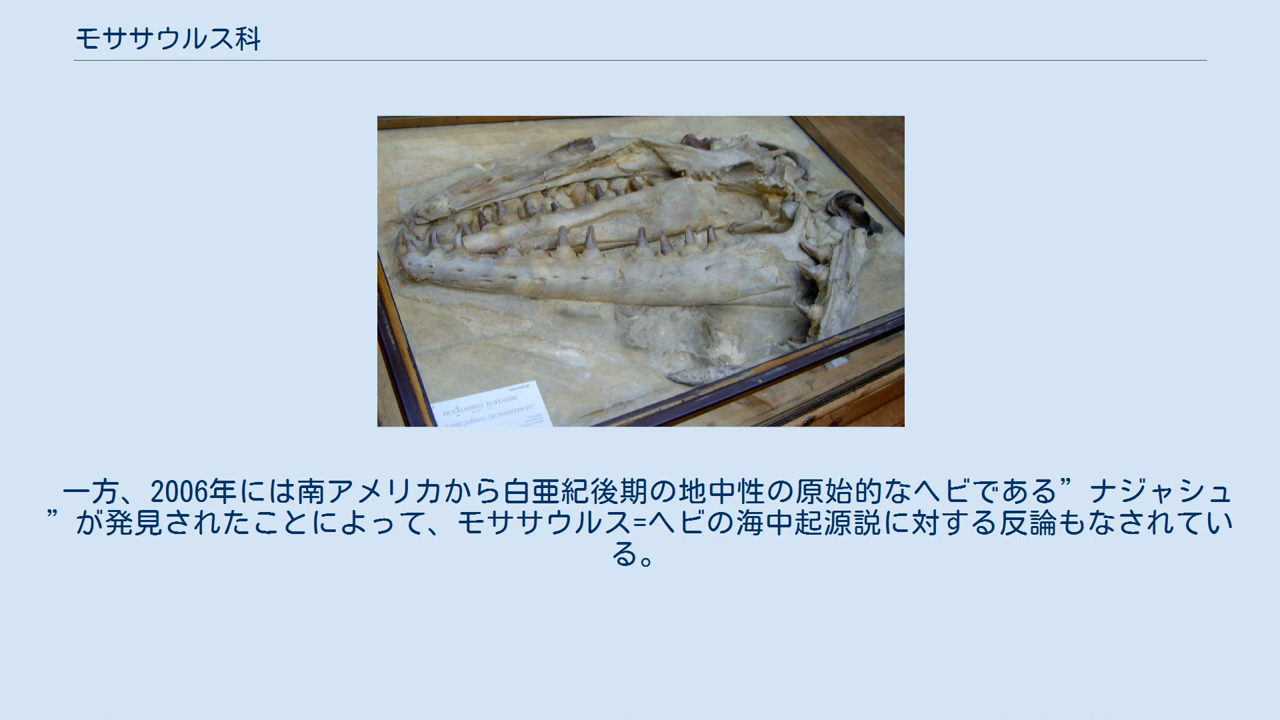 モササウルス科
一方、2006年には南アメリカから白亜紀後期の地中性の原始的なヘビである”ナジャシュ
”が発見されたことによって、モササウルス=ヘビの海中起源説に対する反論もなされてい
る。